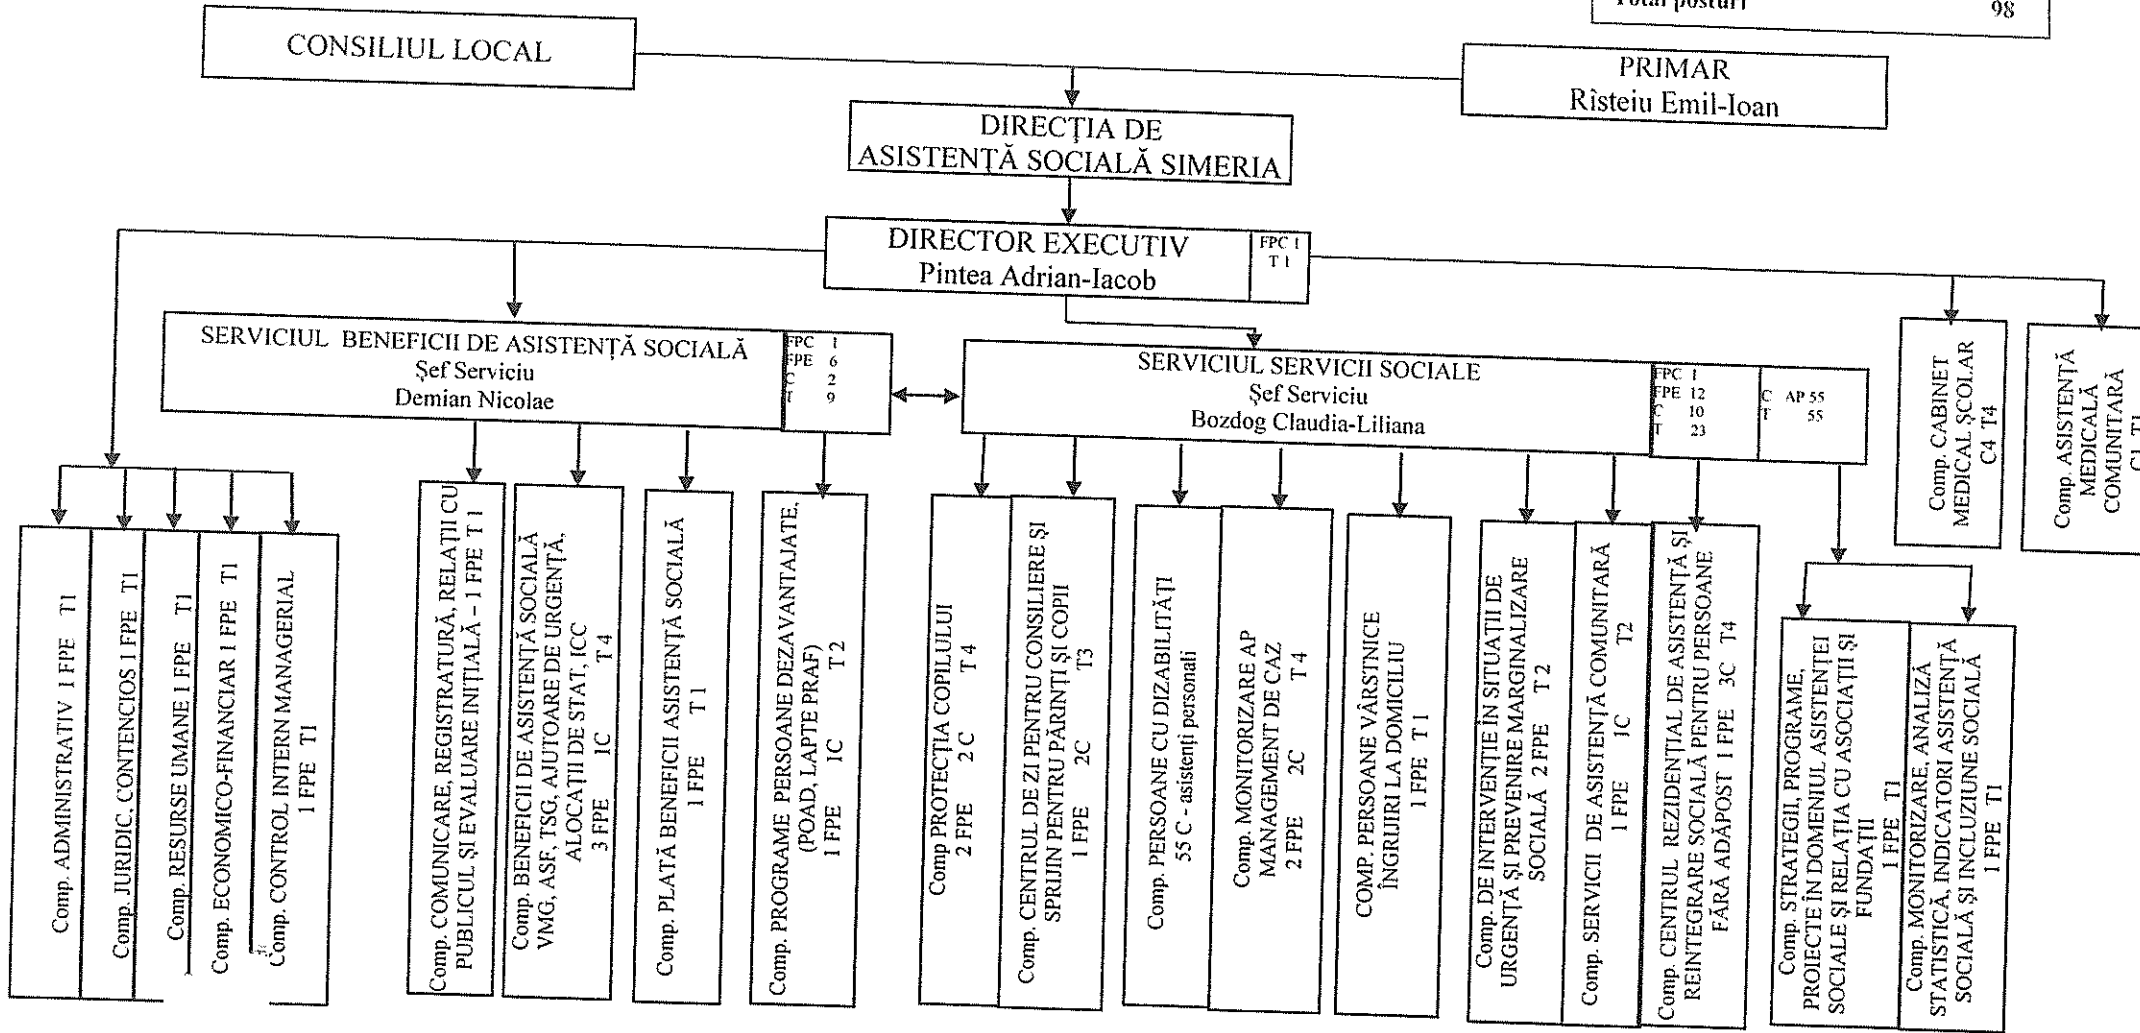 Total posturi 98
CONSILIUL LOCAL
PRIMAR
Rîsteiu Emil-Ioan
DIRECȚIA DE
ASISTENȚĂ SOCIALĂ SIMERIA
DIRECTOR EXECUTIV
Pintea Adrian-Iacob
FPC 1
T 1
SERVICIUL BENEFICII DE ASISTENȚĂ SOCIALĂ
Șef Serviciu
Demian Nicolae
FPC 1
FPE 6
C 2
T 9
SERVICIUL SERVICII SOCIALE
Șef Serviciu
Bozdog Claudia-Liliana
FPC 1
FPE 12
C 10
T 23
C AP 55
T 55
Comp. CABINET
MEDICAL ȘCOLAR
C4 T4
Comp. ASISTENȚĂ
MEDICALĂ
COMUNITARĂ
C1 T1
Comp. ADMINISTRATIV 1 FPE T1
Comp. JURIDIC, CONTENCIOS 1 FPE T1
Comp. RESURSE UMANE 1 FPE T1
Comp. ECONOMICO-FINANCIAR 1 FPE T1
Comp. CONTROL INTERN MANAGERIAL
1 FPE T1
Comp. COMUNICARE, REGISTRATURĂ, RELAȚII CU
PUBLICUL ȘI EVALUARE INIȚIALĂ – 1 FPE T 1
Comp. BENEFICII DE ASISTENȚĂ SOCIALĂ
VMG, ASF, TSG, AJUTOARE DE URGENȚĂ,
ALOCAȚII DE STAT, ICC
3 FPE 1C T 4
Comp. PLATĂ BENEFICII ASISTENȚĂ SOCIALĂ
1 FPE T 1
Comp. PROGRAME PERSOANE DEZAVANTAJATE,
(POAD, LAPTE PRAF)
1 FPE 1C T 2
Comp PROTECȚIA COPILULUI
2 FPE 2 C T 4
Comp. CENTRUL DE ZI PENTRU CONSILIERE ȘI
SPRIJIN PENTRU PĂRINȚI ȘI COPII
1 FPE 2C T3
Comp. PERSOANE CU DIZABILITĂȚI
55 C - asistenți personali
Comp. MONITORIZARE AP
MANAGEMENT DE CAZ
2 FPE 2C T 4
COMP. PERSOANE VÂRSTNICE
ÎNGRIJIRI LA DOMICILIU
1 FPE T 1
Comp. DE INTERVENȚIE ÎN SITUAȚII DE
URGENȚĂ ȘI PREVENIRE MARGINALIZARE
SOCIALĂ 2 FPE T 2
Comp. SERVICII DE ASISTENȚĂ COMUNITARĂ
1 FPE 1C T2
Comp. CENTRUL REZIDENȚIAL DE ASISTENȚĂ ȘI
REINTEGRARE SOCIALĂ PENTRU PERSOANE
FĂRĂ ADĂPOST 1 FPE 3C T4
Comp. STRATEGII, PROGRAME,
PROIECTE ÎN DOMENIUL ASISTENȚEI
SOCIALE ȘI RELAȚIA CU ASOCIAȚII ȘI
FUNDAȚII
1 FPE T1
Comp. MONITORIZARE, ANALIZĂ
STATISTICĂ, INDICATORI ASISTENȚĂ
SOCIALĂ ȘI INCLUZIUNE SOCIALĂ
1 FPE T1